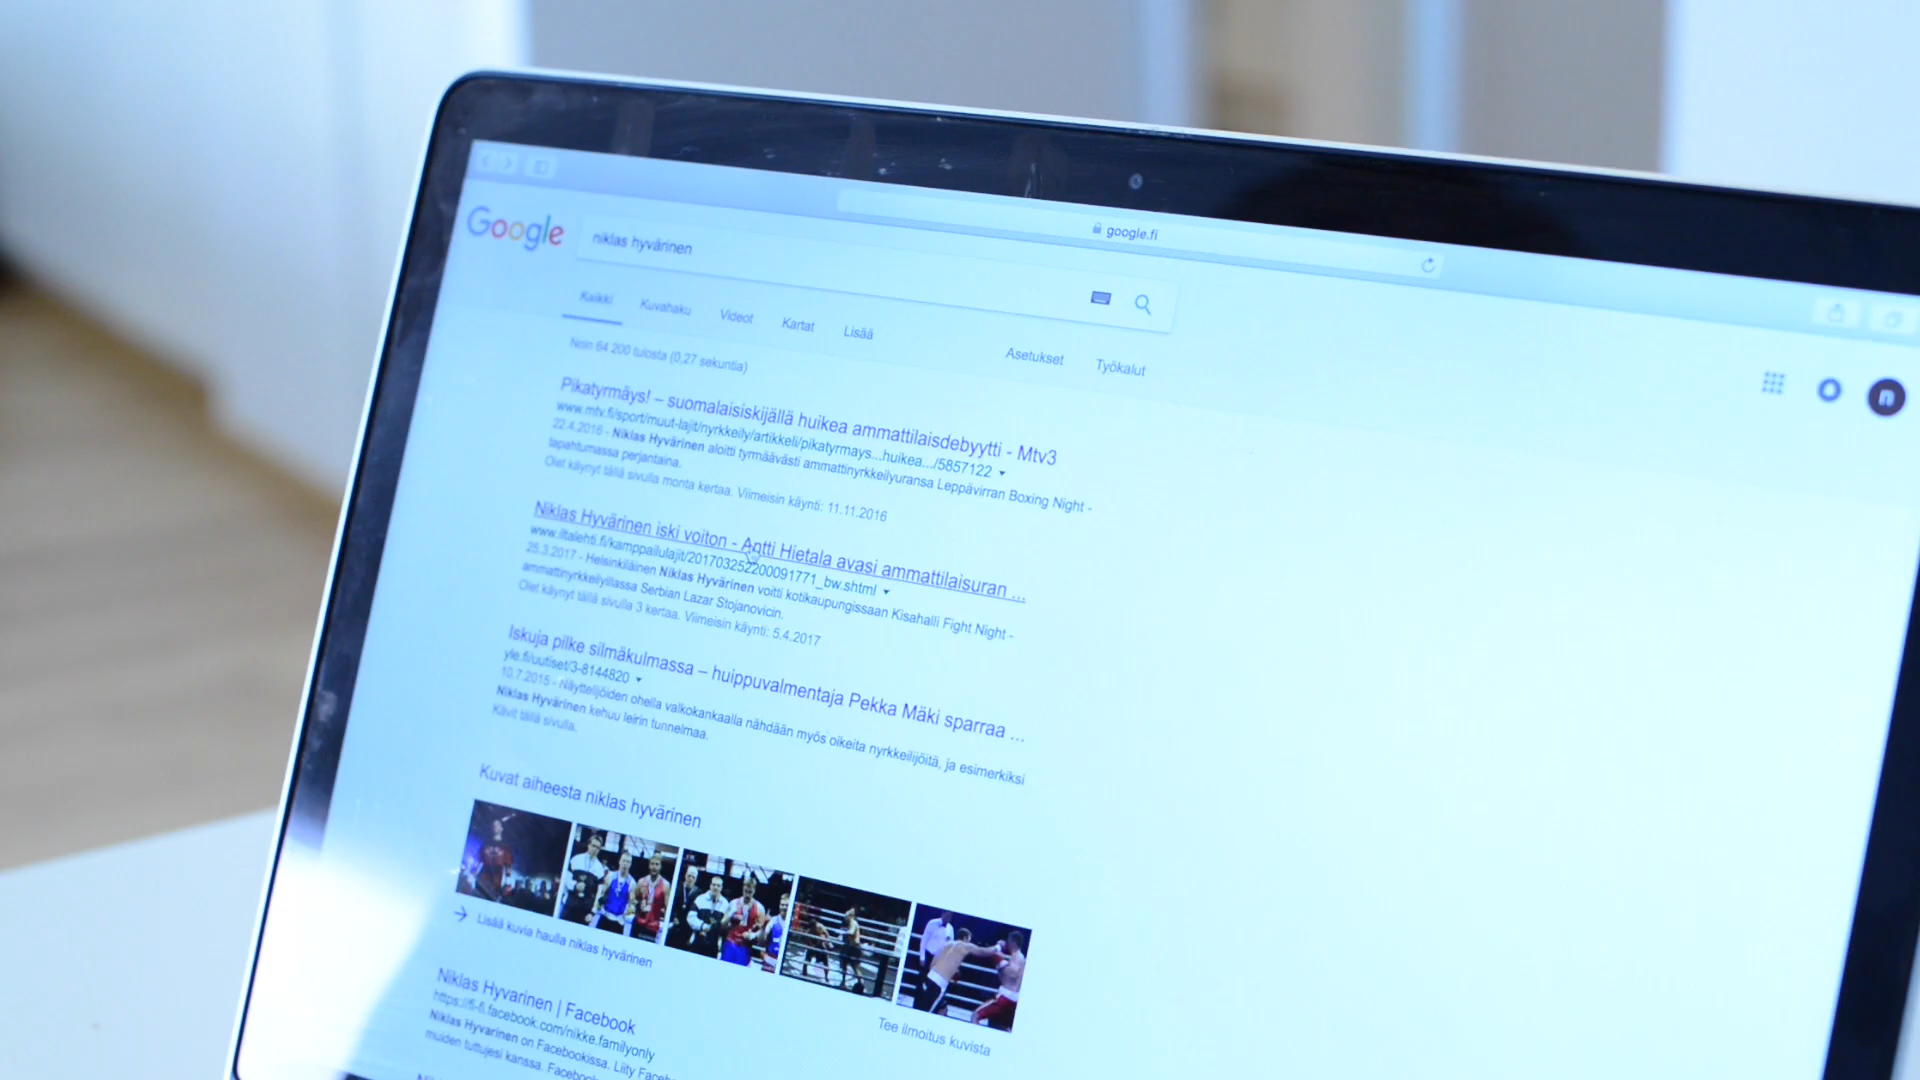 google.fi
Google
niklas hyvärinen
Kaikki Kuvahaku Videot Kartat Lisää Asetukset Työkalut
Noin 64 200 tulosta (0,27 sekuntia)
Pikatyrmäys! – suomalaisiskijällä huikea ammattilaisdebyytti - Mtv3
www.mtv.fi/sport/muut-lajit/nyrkkeily/artikkeli/pikatyrmays...huikea.../5857122
22.4.2016 - Niklas Hyvärinen aloitti tyrmäävästi ammattinyrkkeilyuransa Leppävirran Boxing Night -
tapahtumassa perjantaina.
Olet käynyt tällä sivulla monta kertaa. Viimeisin käynti: 11.11.2016
Niklas Hyvärinen iski voiton - Antti Hietala avasi ammattilaisuran ...
www.iltalehti.fi/kamppailulajit/201703252200091771_bw.shtml
25.3.2017 - Helsinkiläinen Niklas Hyvärinen voitti kotikaupungissaan Kisahalli Fight Night -
ammattinyrkkeilyillassa Serbian Lazar Stojanovicin.
Olet käynyt tällä sivulla 3 kertaa. Viimeisin käynti: 5.4.2017
Iskuja pilke silmäkulmassa – huippuvalmentaja Pekka Mäki sparraa ...
yle.fi/uutiset/3-8144820
10.7.2015 - Näyttelijöiden ohella valkokankaalla nähdään myös oikeita nyrkkeilijöitä, ja esimerkiksi
Niklas Hyvärinen kehuu leirin tunnelmaa.
Kävit tällä sivulla.
Kuvat aiheesta niklas hyvärinen
Lisää kuvia haulla niklas hyvärinen
Tee ilmoitus kuvista
Niklas Hyvarinen | Facebook
https://fi-fi.facebook.com/nikke.familyonly
Niklas Hyvarinen on Facebookissa. Liity
muiden tuttujesi kanssa.
n